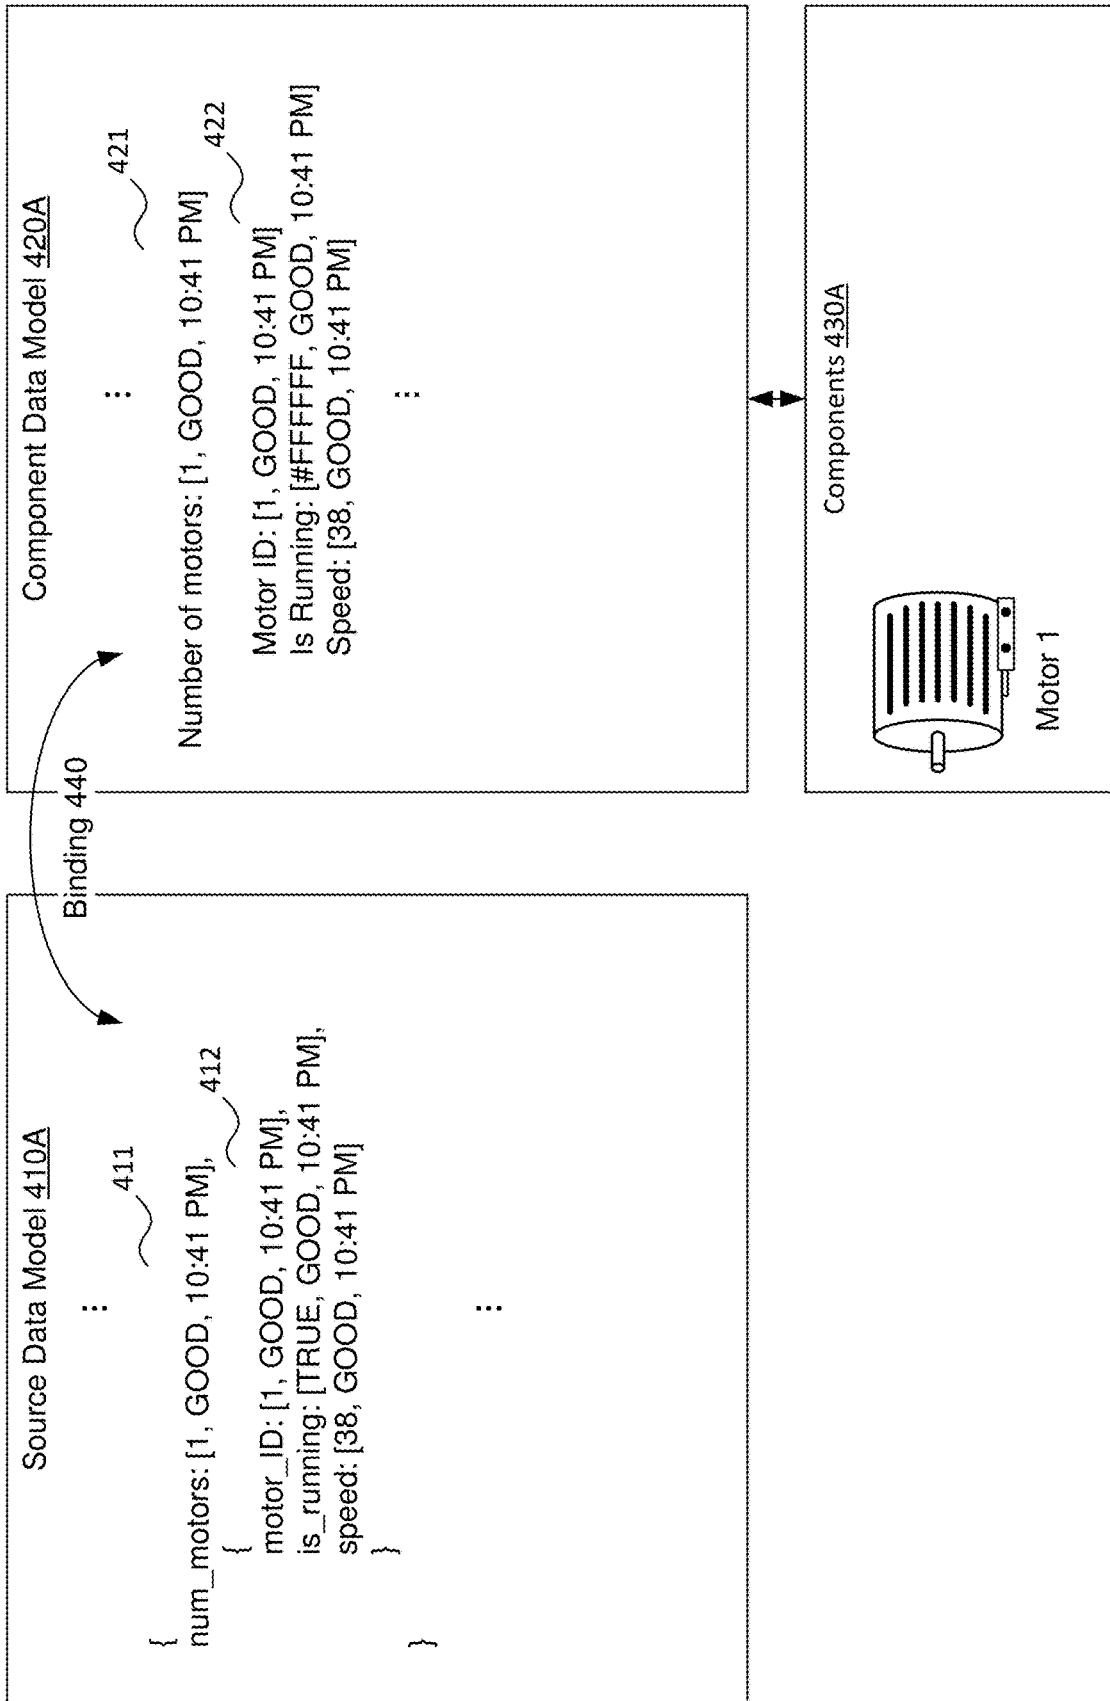 Source Data Model 410A
...
411
{
num_motors: [1, GOOD, 10:41 PM],
412
{
motor_ID: [1, GOOD, 10:41 PM],
is_running: [TRUE, GOOD, 10:41 PM],
speed: [38, GOOD, 10:41 PM]
}
}
...
Binding 440
Component Data Model 420A
...
421
Number of motors: [1, GOOD, 10:41 PM]
422
Motor ID: [1, GOOD, 10:41 PM]
Is Running: [#FFFFFF, GOOD, 10:41 PM]
Speed: [38, GOOD, 10:41 PM]
...
Components 430A
Motor 1